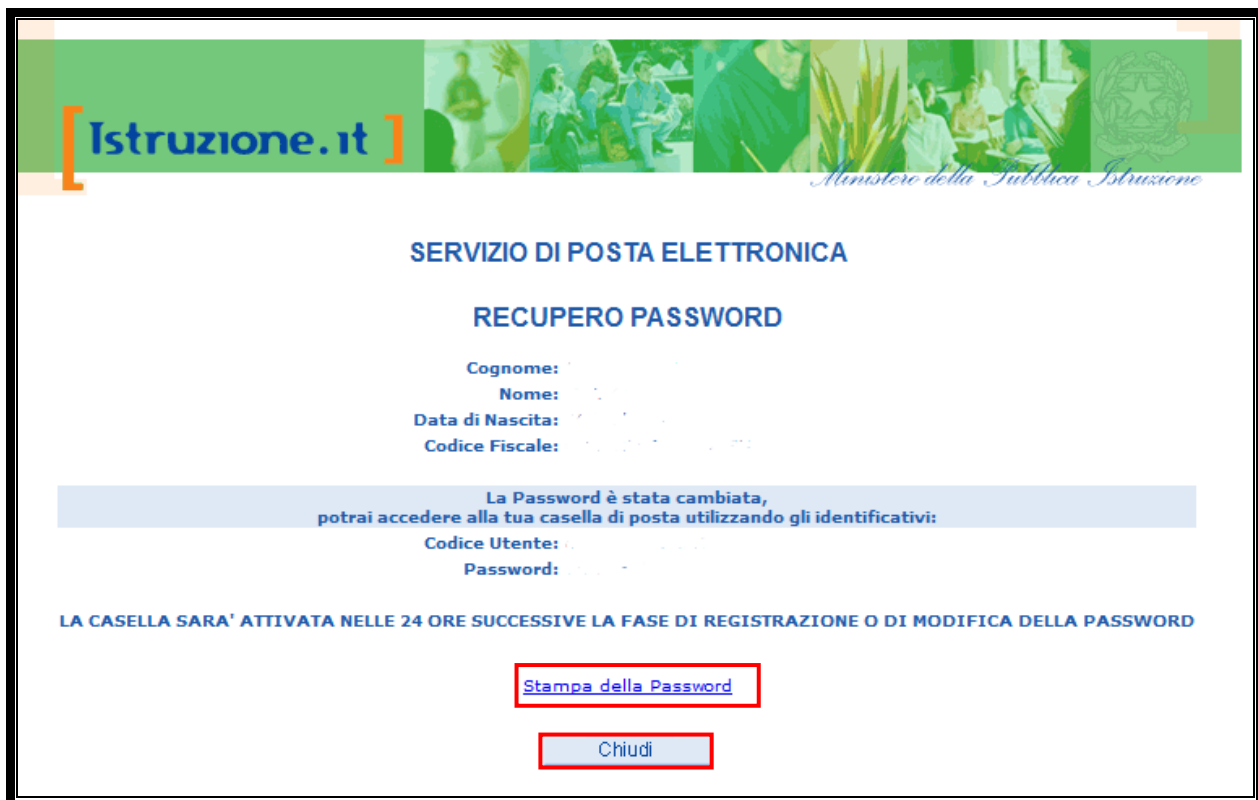 [Istruzione.it]
Ministero della Pubblica Istruzione
SERVIZIO DI POSTA ELETTRONICA
RECUPERO PASSWORD
Cognome:
Nome:
Data di Nascita:
Codice Fiscale:
La Password è stata cambiata,
potrai accedere alla tua casella di posta utilizzando gli identificativi:
Codice Utente:
Password:
LA CASELLA SARA' ATTIVATA NELLE 24 ORE SUCCESSIVE LA FASE DI REGISTRAZIONE O DI MODIFICA DELLA PASSWORD
Stampa della Password
Chiudi